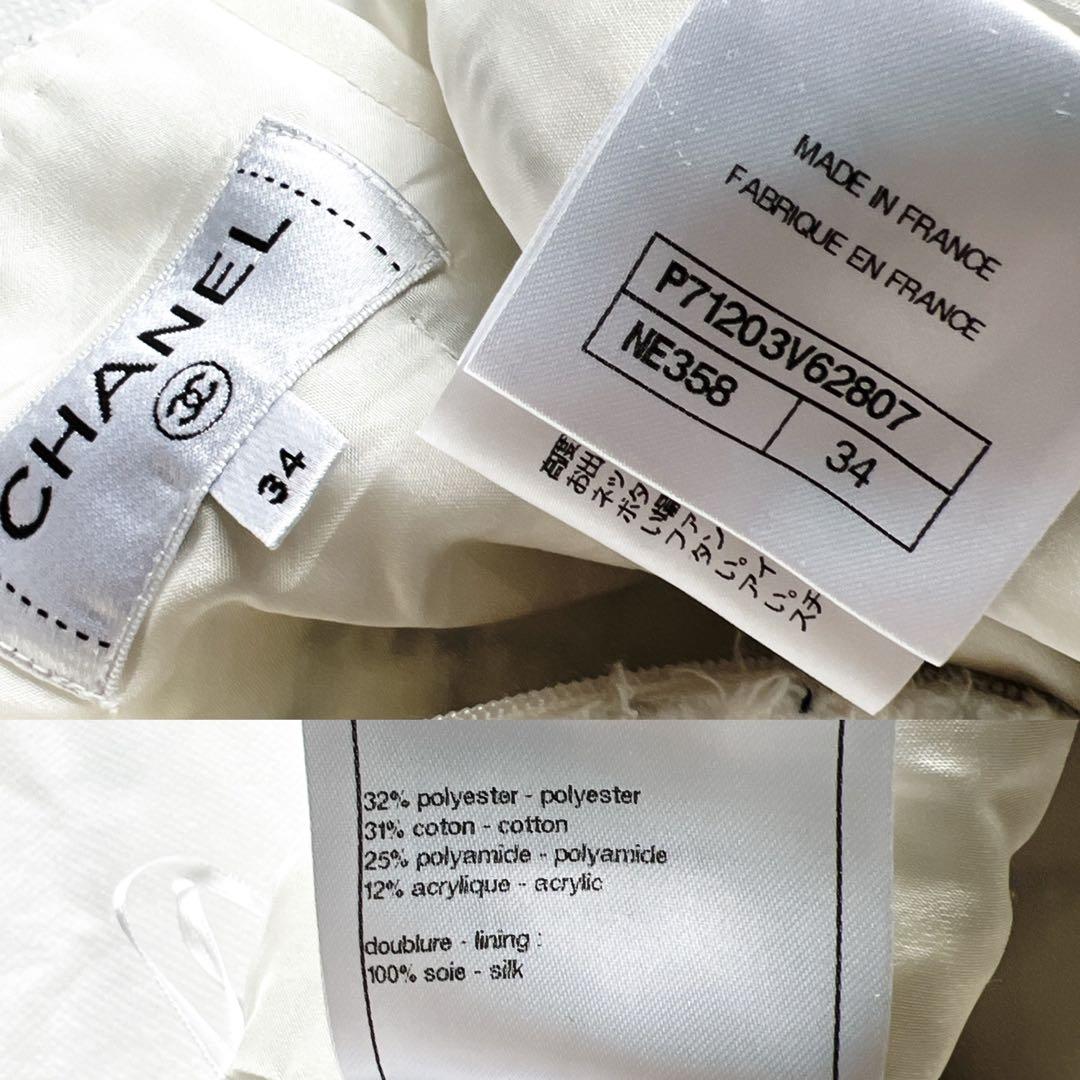 CHANEL
34
MADE IN FRANCE
FABRIQUE EN FRANCE
P71203V62807
NE358
34
32% polyester - polyester
31% coton - cotton
25% polyamide - polyamide
12% acrylique - acrylic
doublure - lining :
100% soie - silk